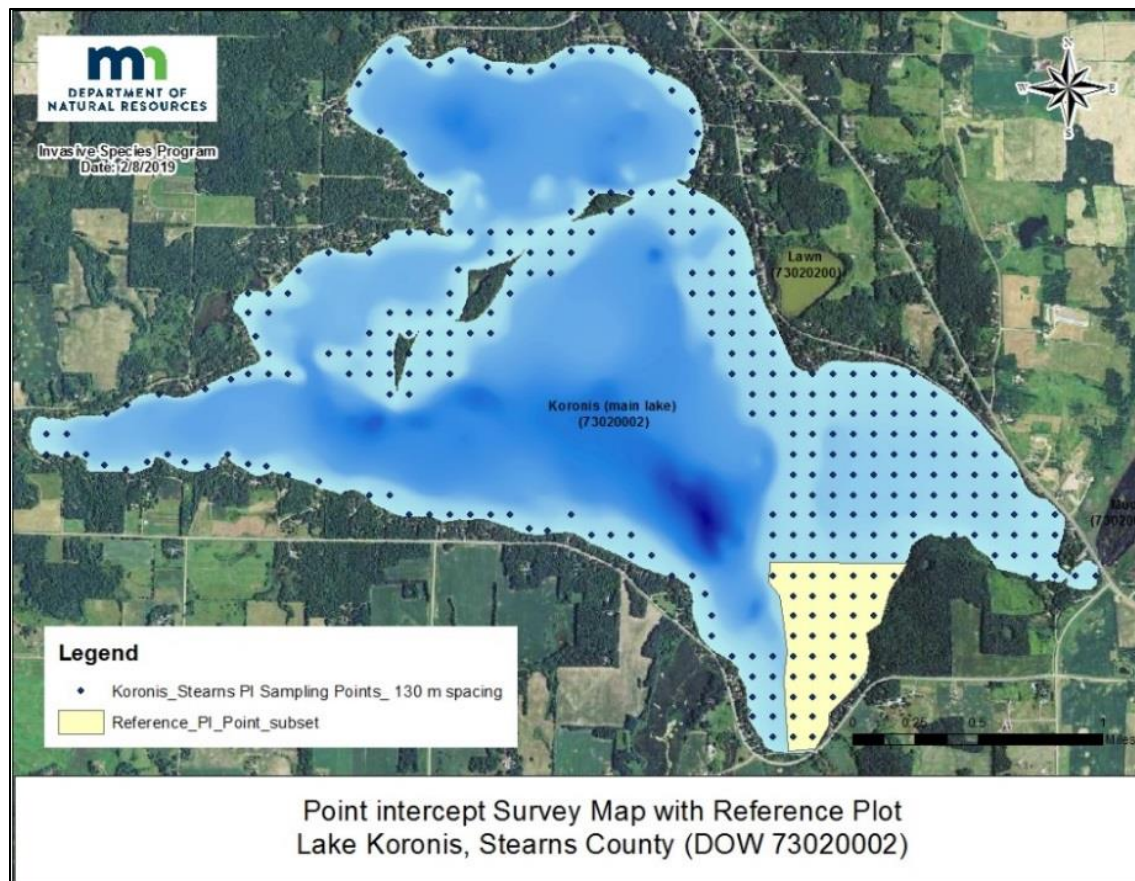 mn
DEPARTMENT OF
NATURAL RESOURCES
Invasive Species Program
Date: 2/8/2019
N
W E
S
Lawn
(73020200)
Koronis (main lake)
(73020002)
Legend
Koronis_Stearns PI Sampling Points_ 130 m spacing
Reference_PI_Point_subset
0 0.25 0.5 1
Miles
Point intercept Survey Map with Reference Plot
Lake Koronis, Stearns County (DOW 73020002)